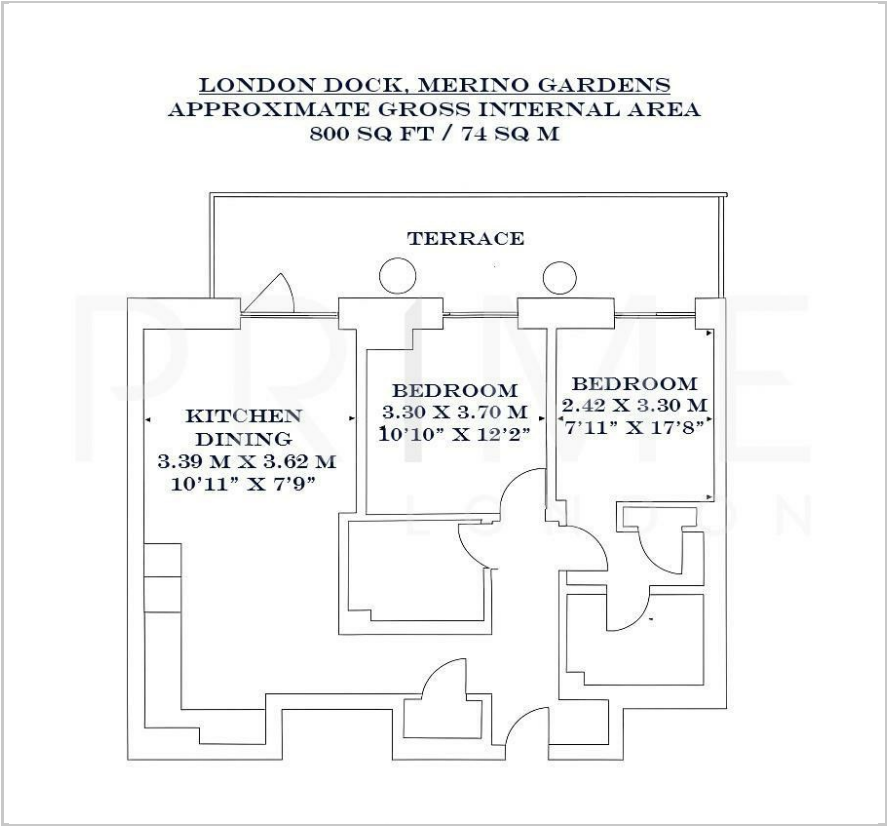 LONDON DOCK, MERINO GARDENS
APPROXIMATE GROSS INTERNAL AREA
800 SQ FT / 74 SQ M
TERRACE
BEDROOM
3.30 X 3.70 M
10'10" X 12'2"
BEDROOM
2.42 X 3.30 M
7'11" X 17'8"
KITCHEN
DINING
3.39 M X 3.62 M
10'11" X 7'9"
PRIME
LONDON